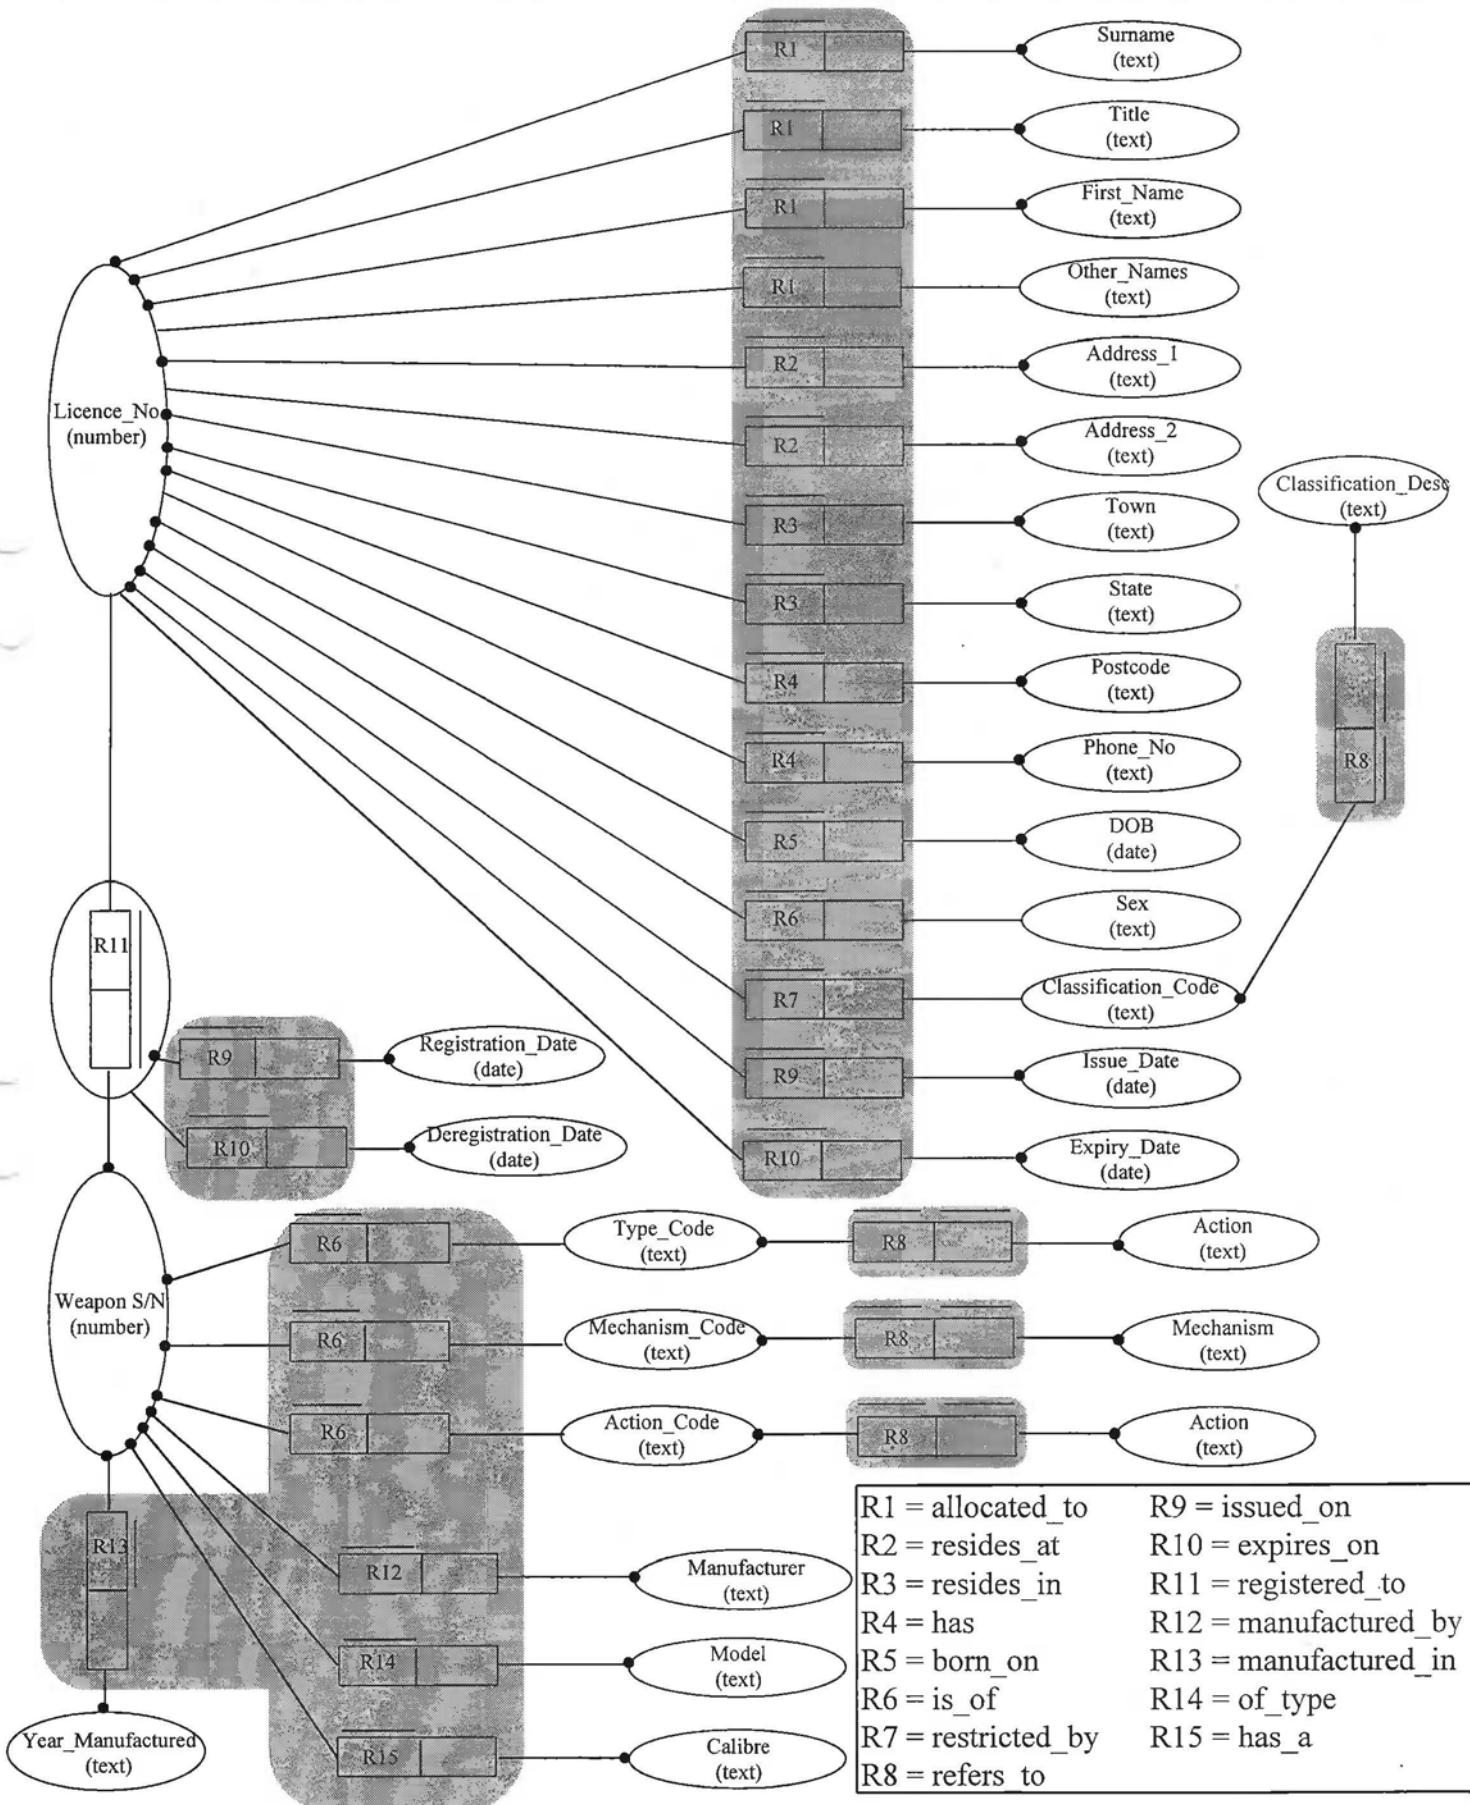 R1
Surname
(text)
R1
Title
(text)
R1
First_Name
(text)
R1
Other_Names
(text)
R2
Address_1
(text)
Licence_No
(number)
R2
Address_2
(text)
Classification_Desc
(text)
R3
Town
(text)
R3
State
(text)
R4
Postcode
(text)
R8
R4
Phone_No
(text)
R5
DOB
(date)
R6
Sex
(text)
R11
R7
Classification_Code
(text)
R9
Registration_Date
(date)
R9
Issue_Date
(date)
R10
Deregistration_Date
(date)
R10
Expiry_Date
(date)
R6
Type_Code
(text)
R8
Action
(text)
Weapon S/N
(number)
R6
Mechanism_Code
(text)
R8
Mechanism
(text)
R6
Action_Code
(text)
R8
Action
(text)
R13
R12
Manufacturer
(text)
R14
Model
(text)
Year_Manufactured
(text)
R15
Calibre
(text)
R1 = allocated_to
R2 = resides_at
R3 = resides_in
R4 = has
R5 = born_on
R6 = is_of
R7 = restricted_by
R8 = refers_to
R9 = issued_on
R10 = expires_on
R11 = registered_to
R12 = manufactured_by
R13 = manufactured_in
R14 = of_type
R15 = has_a